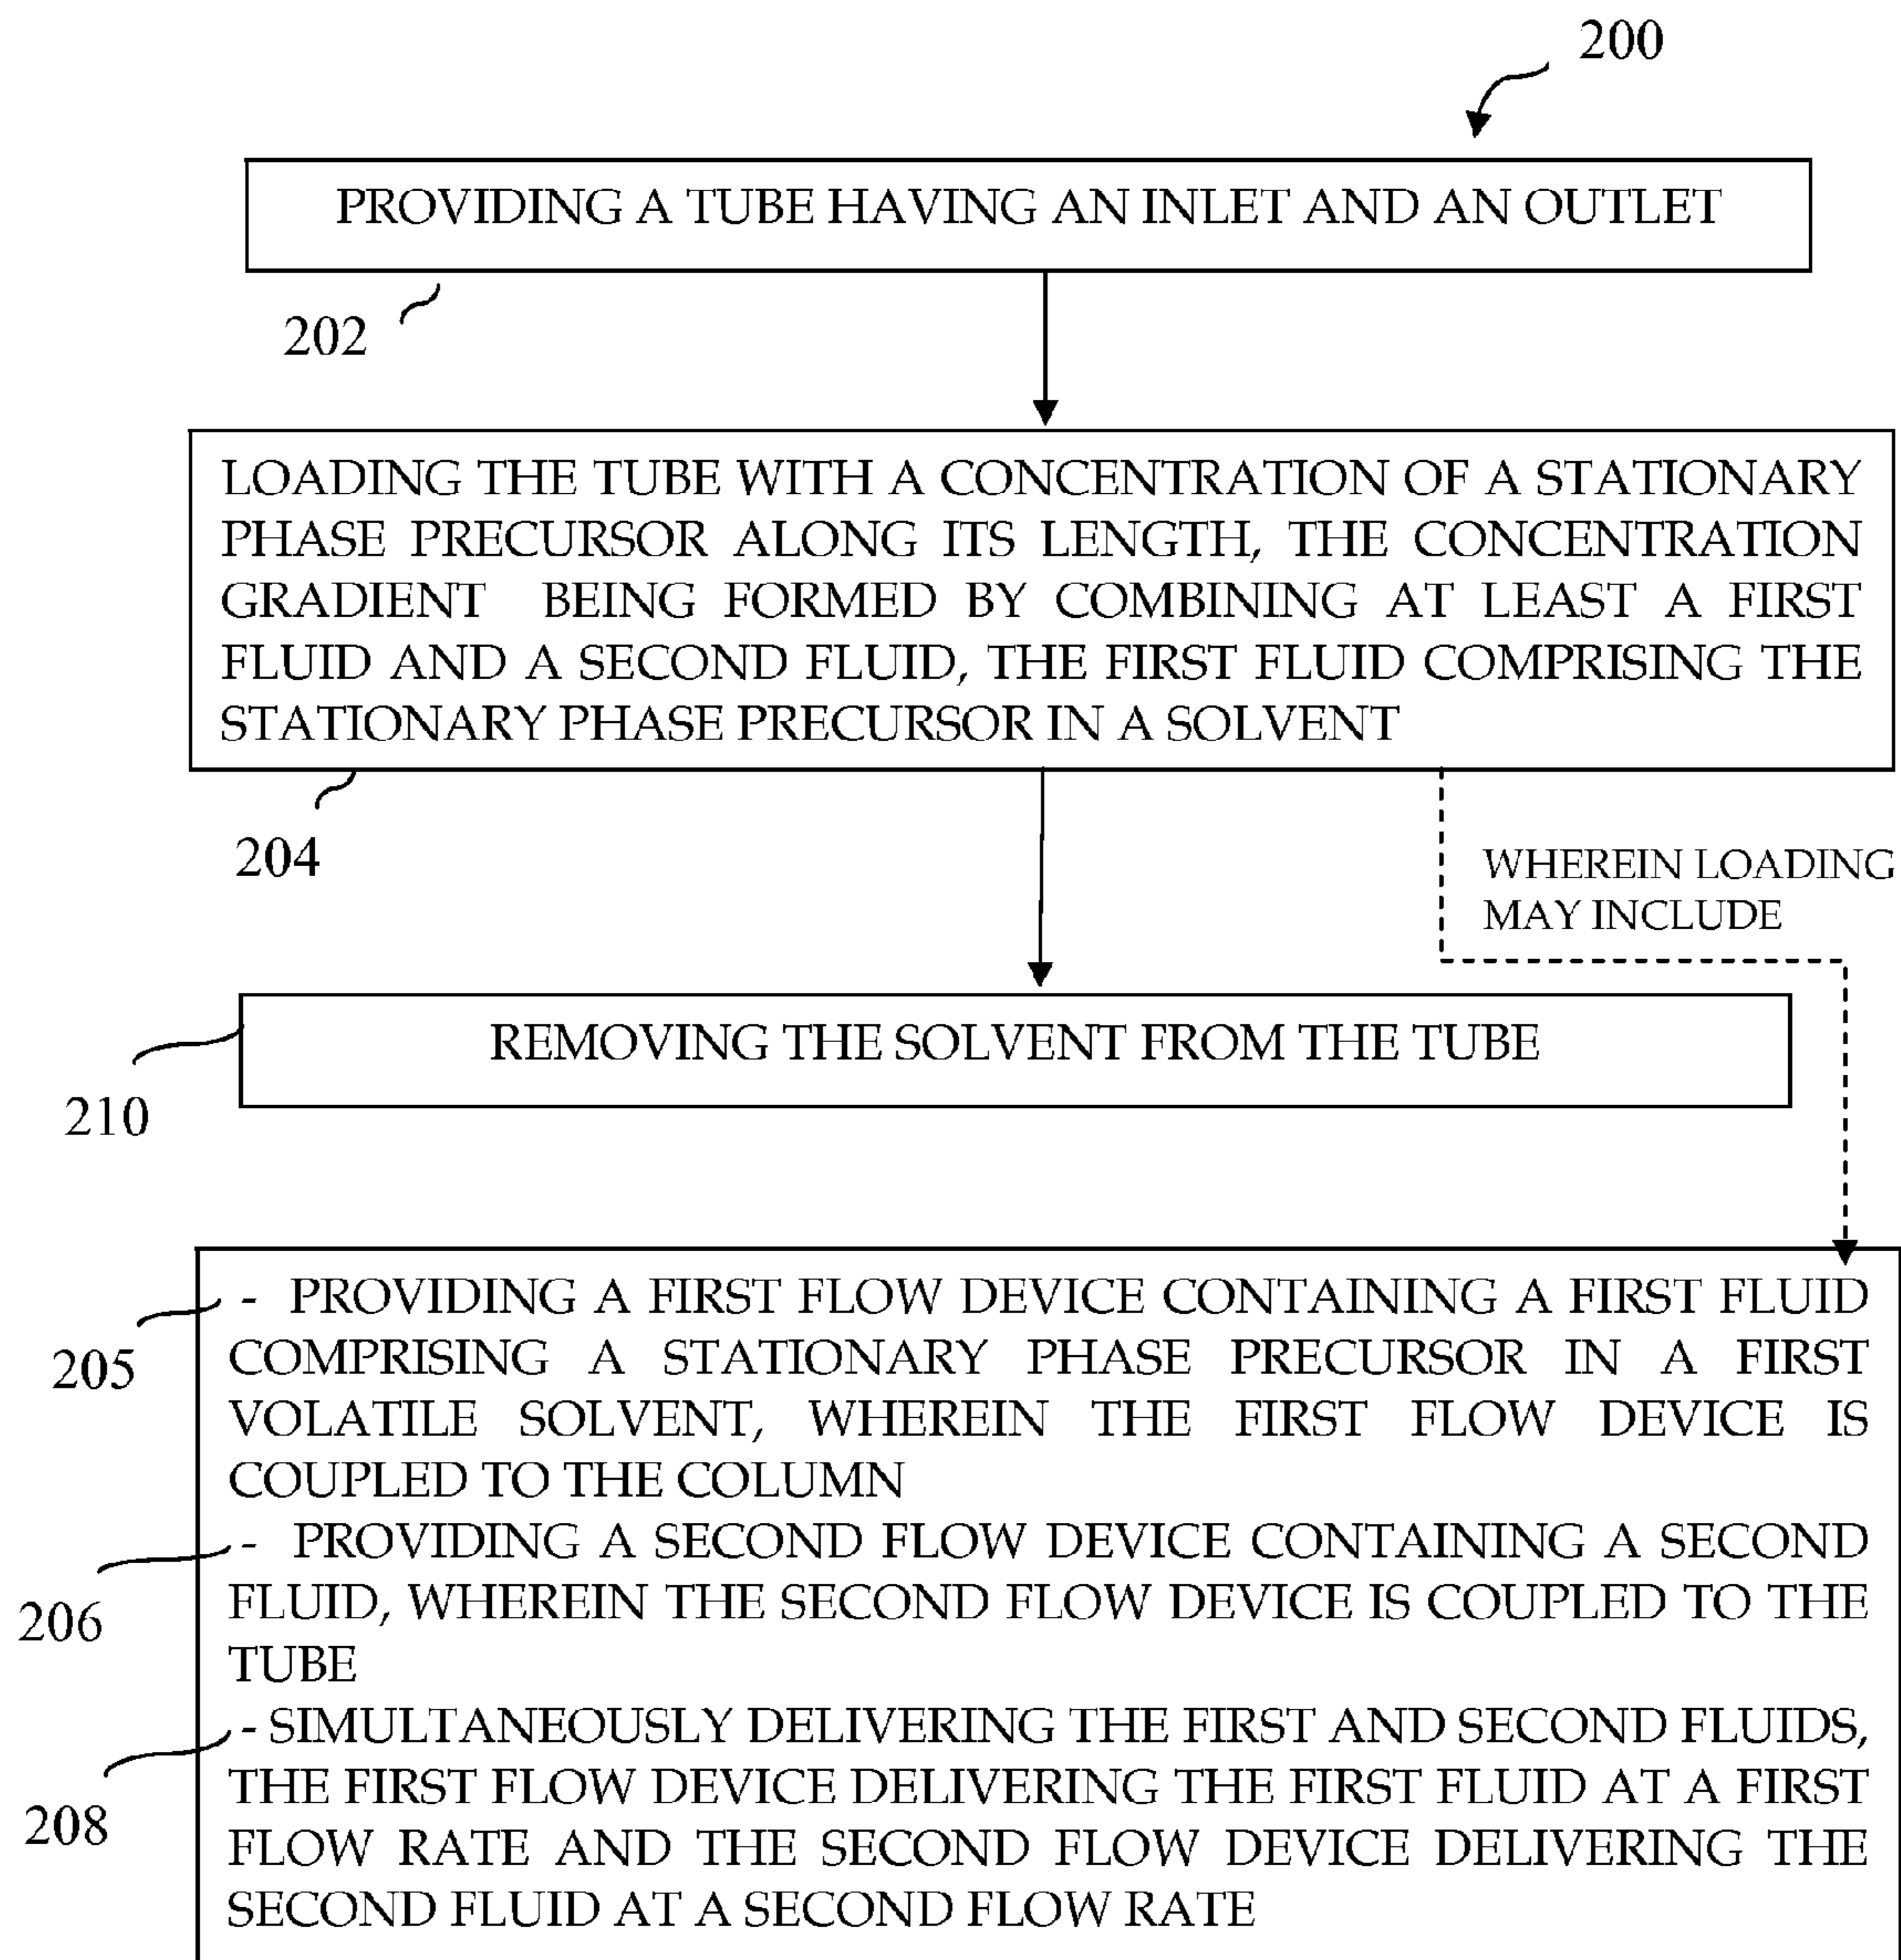 200
PROVIDING A TUBE HAVING AN INLET AND AN OUTLET
202
LOADING THE TUBE WITH A CONCENTRATION OF A STATIONARY
PHASE PRECURSOR ALONG ITS LENGTH, THE CONCENTRATION
GRADIENT BEING FORMED BY COMBINING AT LEAST A FIRST
FLUID AND A SECOND FLUID, THE FIRST FLUID COMPRISING THE
STATIONARY PHASE PRECURSOR IN A SOLVENT
204
WHEREIN LOADING
MAY INCLUDE
REMOVING THE SOLVENT FROM THE TUBE
210
- PROVIDING A FIRST FLOW DEVICE CONTAINING A FIRST FLUID
COMPRISING A STATIONARY PHASE PRECURSOR IN A FIRST
VOLATILE SOLVENT, WHEREIN THE FIRST FLOW DEVICE IS
COUPLED TO THE COLUMN
205
- PROVIDING A SECOND FLOW DEVICE CONTAINING A SECOND
FLUID, WHEREIN THE SECOND FLOW DEVICE IS COUPLED TO THE
TUBE
206
- SIMULTANEOUSLY DELIVERING THE FIRST AND SECOND FLUIDS,
THE FIRST FLOW DEVICE DELIVERING THE FIRST FLUID AT A FIRST
FLOW RATE AND THE SECOND FLOW DEVICE DELIVERING THE
SECOND FLUID AT A SECOND FLOW RATE
208